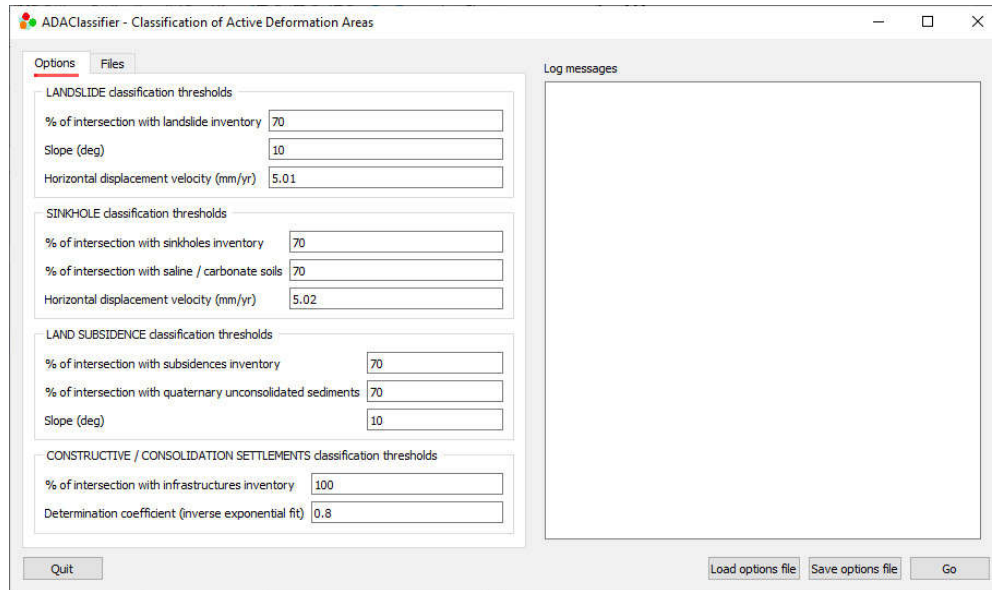 ADAClassifier - Classification of Active Deformation Areas
Options Files
LANDSLIDE classification thresholds
% of intersection with landslide inventory 70
Slope (deg) 10
Horizontal displacement velocity (mm/yr) 5.01
SINKHOLE classification thresholds
% of intersection with sinkholes inventory 70
% of intersection with saline / carbonate soils 70
Horizontal displacement velocity (mm/yr) 5.02
LAND SUBSIDENCE classification thresholds
% of intersection with subsidences inventory 70
% of intersection with quaternary unconsolidated sediments 70
Slope (deg) 10
CONSTRUCTIVE / CONSOLIDATION SETTLEMENTS classification thresholds
% of intersection with infrastructures inventory 100
Determination coefficient (inverse exponential fit) 0.8
Log messages
Quit Load options file Save options file Go